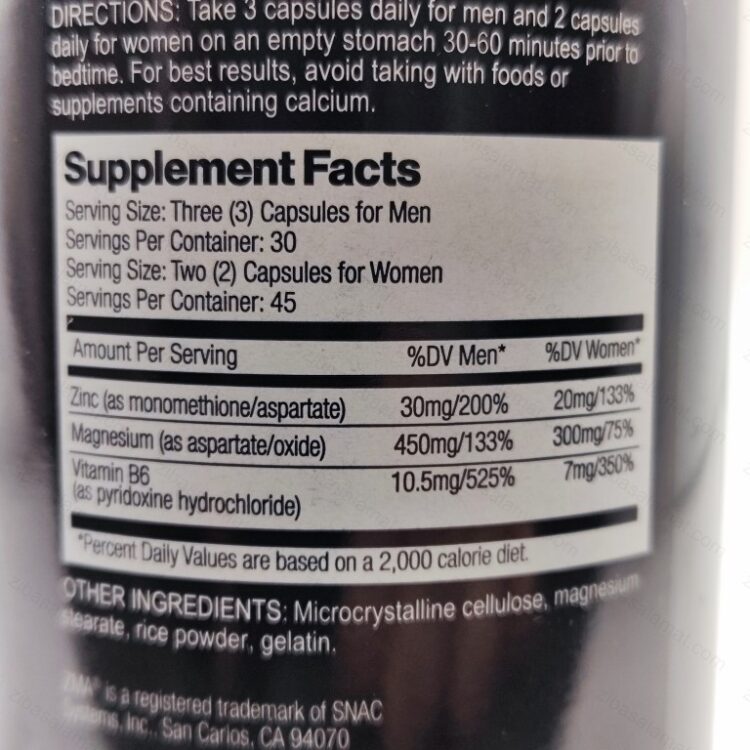 DIRECTIONS: Take 3 capsules daily for men and 2 capsules
daily for women on an empty stomach 30-60 minutes prior to
bedtime. For best results, avoid taking with foods or
supplements containing calcium.
Supplement Facts
Serving Size: Three (3) Capsules for Men
Servings Per Container: 30
Serving Size: Two (2) Capsules for Women
Servings Per Container: 45
Amount Per Serving %DV Men* %DV Women*
Zinc (as monomethione/aspartate) 30mg/200% 20mg/133%
Magnesium (as aspartate/oxide) 450mg/133% 300mg/75%
Vitamin B6 10.5mg/525% 7mg/350%
(as pyridoxine hydrochloride)
*Percent Daily Values are based on a 2,000 calorie diet.
OTHER INGREDIENTS: Microcrystalline cellulose, magnesium
stearate, rice powder, gelatin.
ZMA® is a registered trademark of SNAC
Systems, Inc., San Carlos, CA 94070
zibasalamat.com